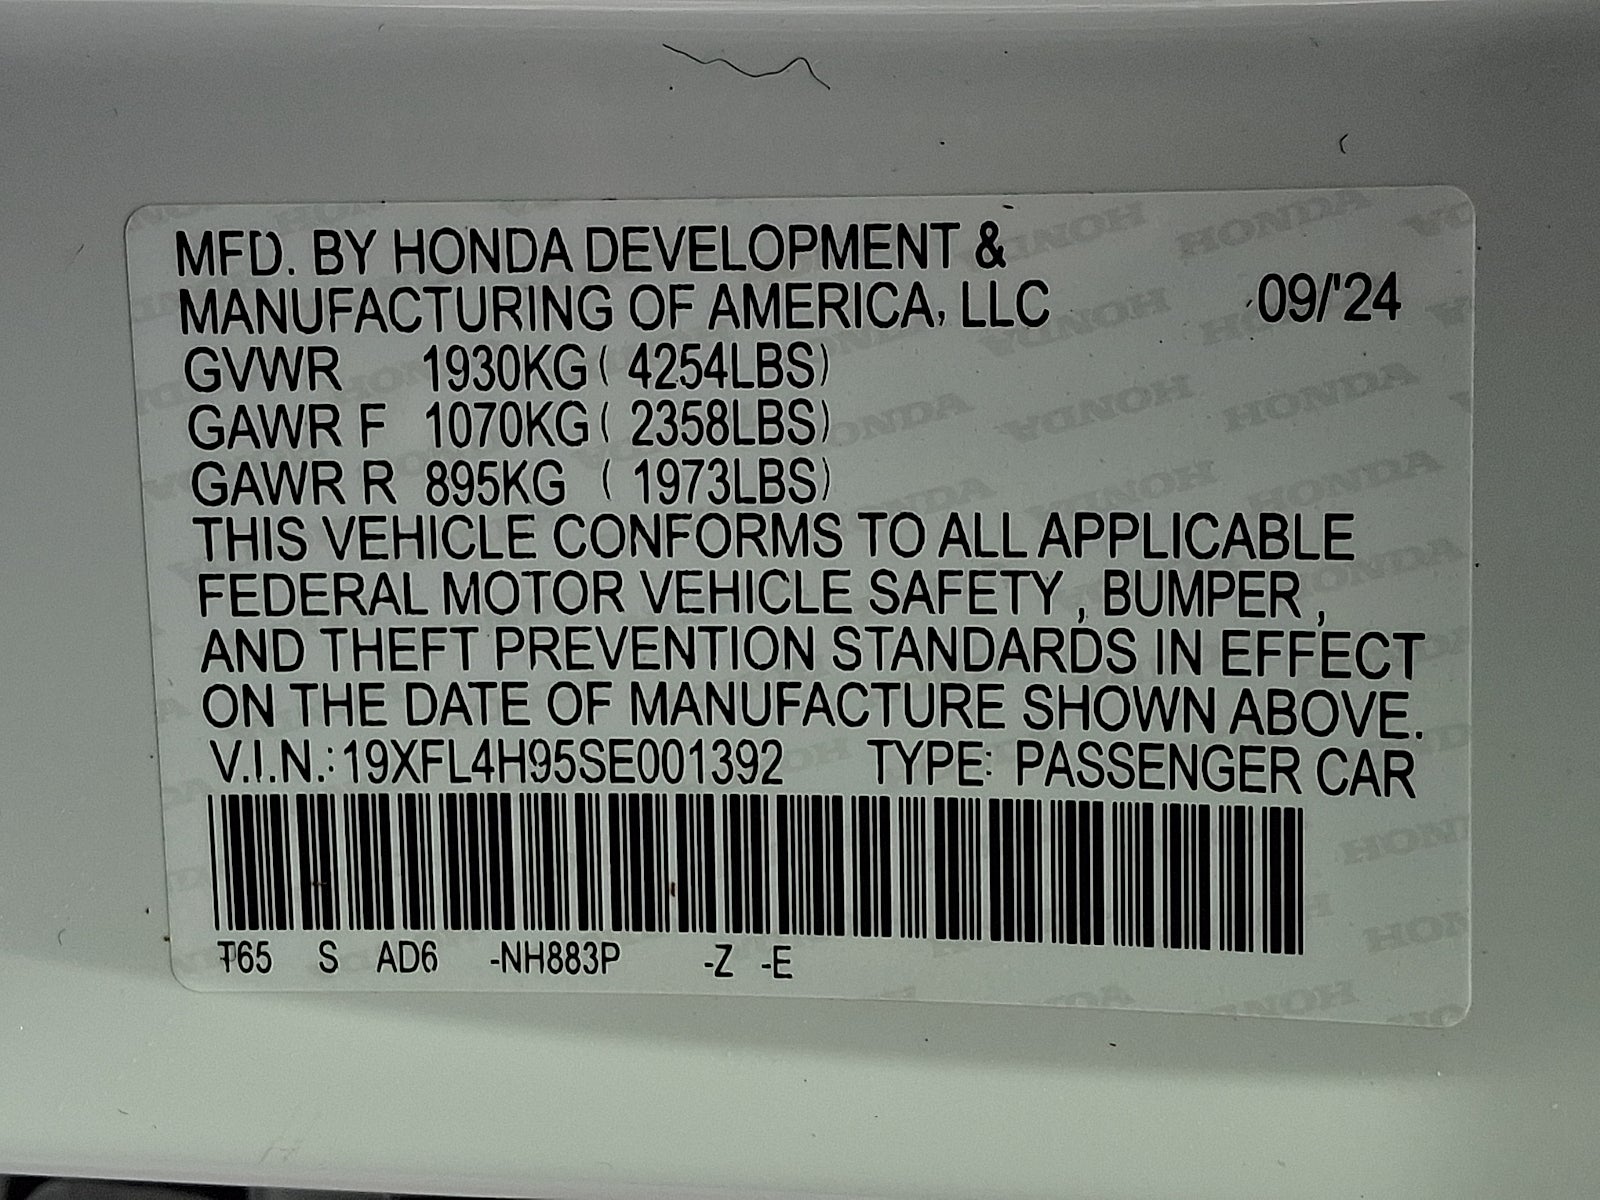 MFD. BY HONDA DEVELOPMENT &
MANUFACTURING OF AMERICA, LLC 09/'24
GVWR 1930KG ( 4254LBS)
GAWR F 1070KG ( 2358LBS)
GAWR R 895KG ( 1973LBS)
THIS VEHICLE CONFORMS TO ALL APPLICABLE
FEDERAL MOTOR VEHICLE SAFETY , BUMPER ,
AND THEFT PREVENTION STANDARDS IN EFFECT
ON THE DATE OF MANUFACTURE SHOWN ABOVE.
V.I.N.: 19XFL4H95SE001392 TYPE: PASSENGER CAR
T65 S AD6 -NH883P -Z -E